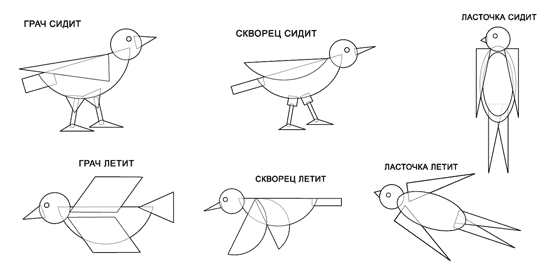 ГРАЧ СИДИТ
СКВОРЕЦ СИДИТ
ЛАСТОЧКА СИДИТ
ГРАЧ ЛЕТИТ
СКВОРЕЦ ЛЕТИТ
ЛАСТОЧКА ЛЕТИТ